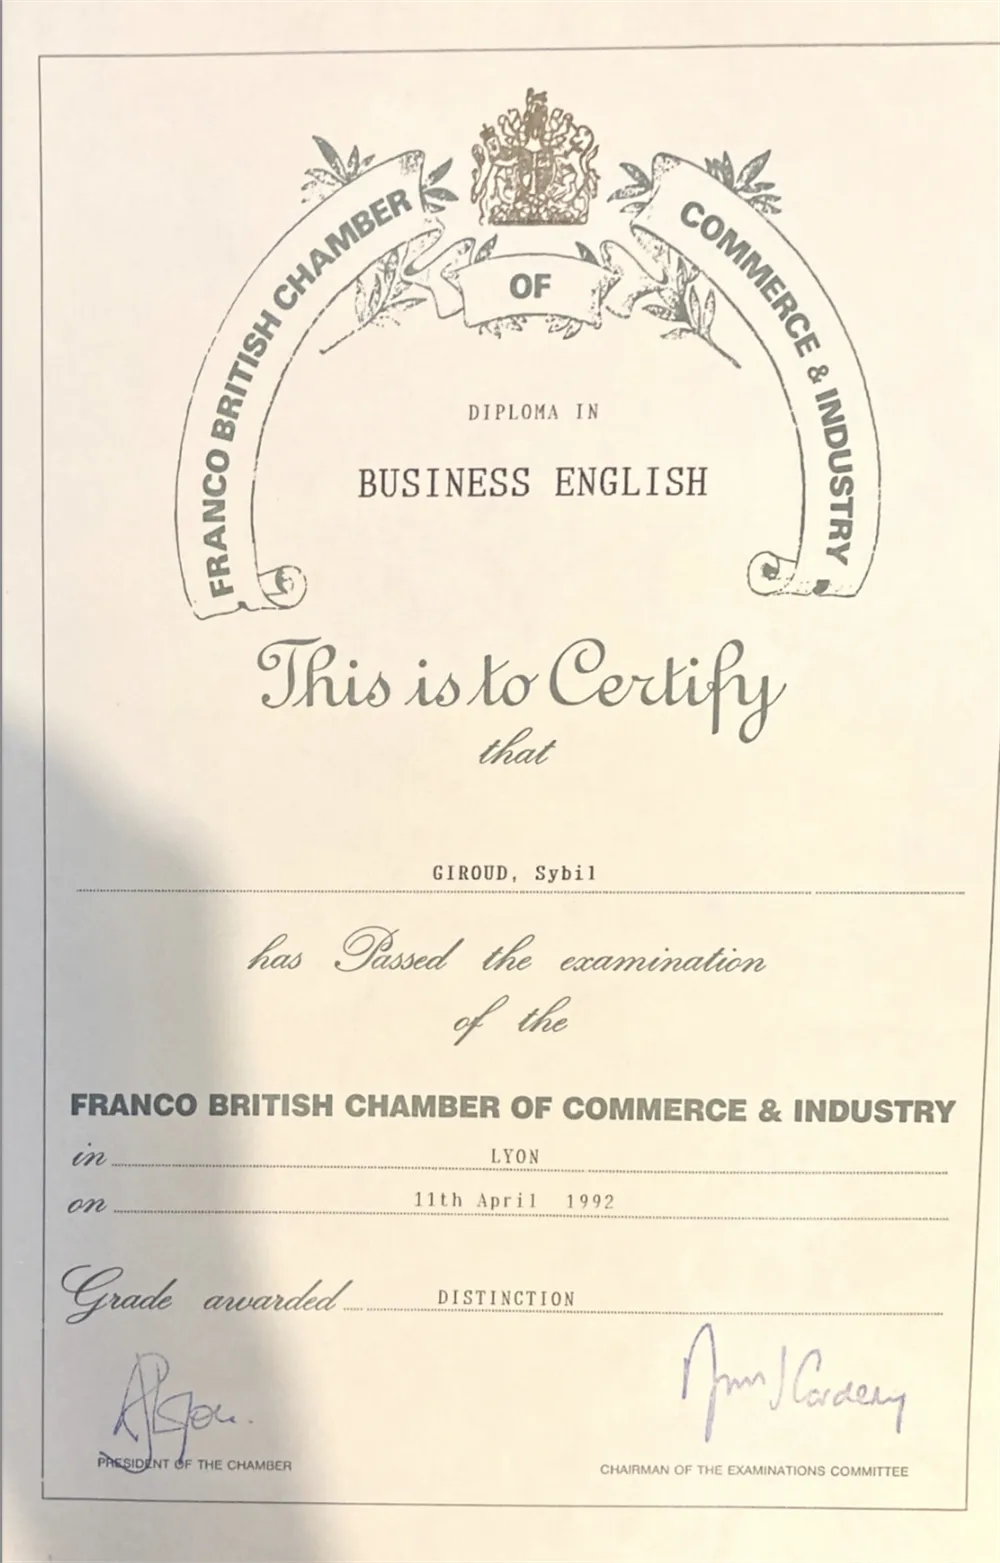 FRANCO BRITISH CHAMBER
OF
COMMERCE & INDUSTRY
DIPLOMA IN
BUSINESS ENGLISH
This is to Certify
that
GIROUD, Sybil
has Passed the examination
of the
FRANCO BRITISH CHAMBER OF COMMERCE & INDUSTRY
in LYON
on 11th April 1992
Grade awarded DISTINCTION
PRESIDENT OF THE CHAMBER
CHAIRMAN OF THE EXAMINATIONS COMMITTEE